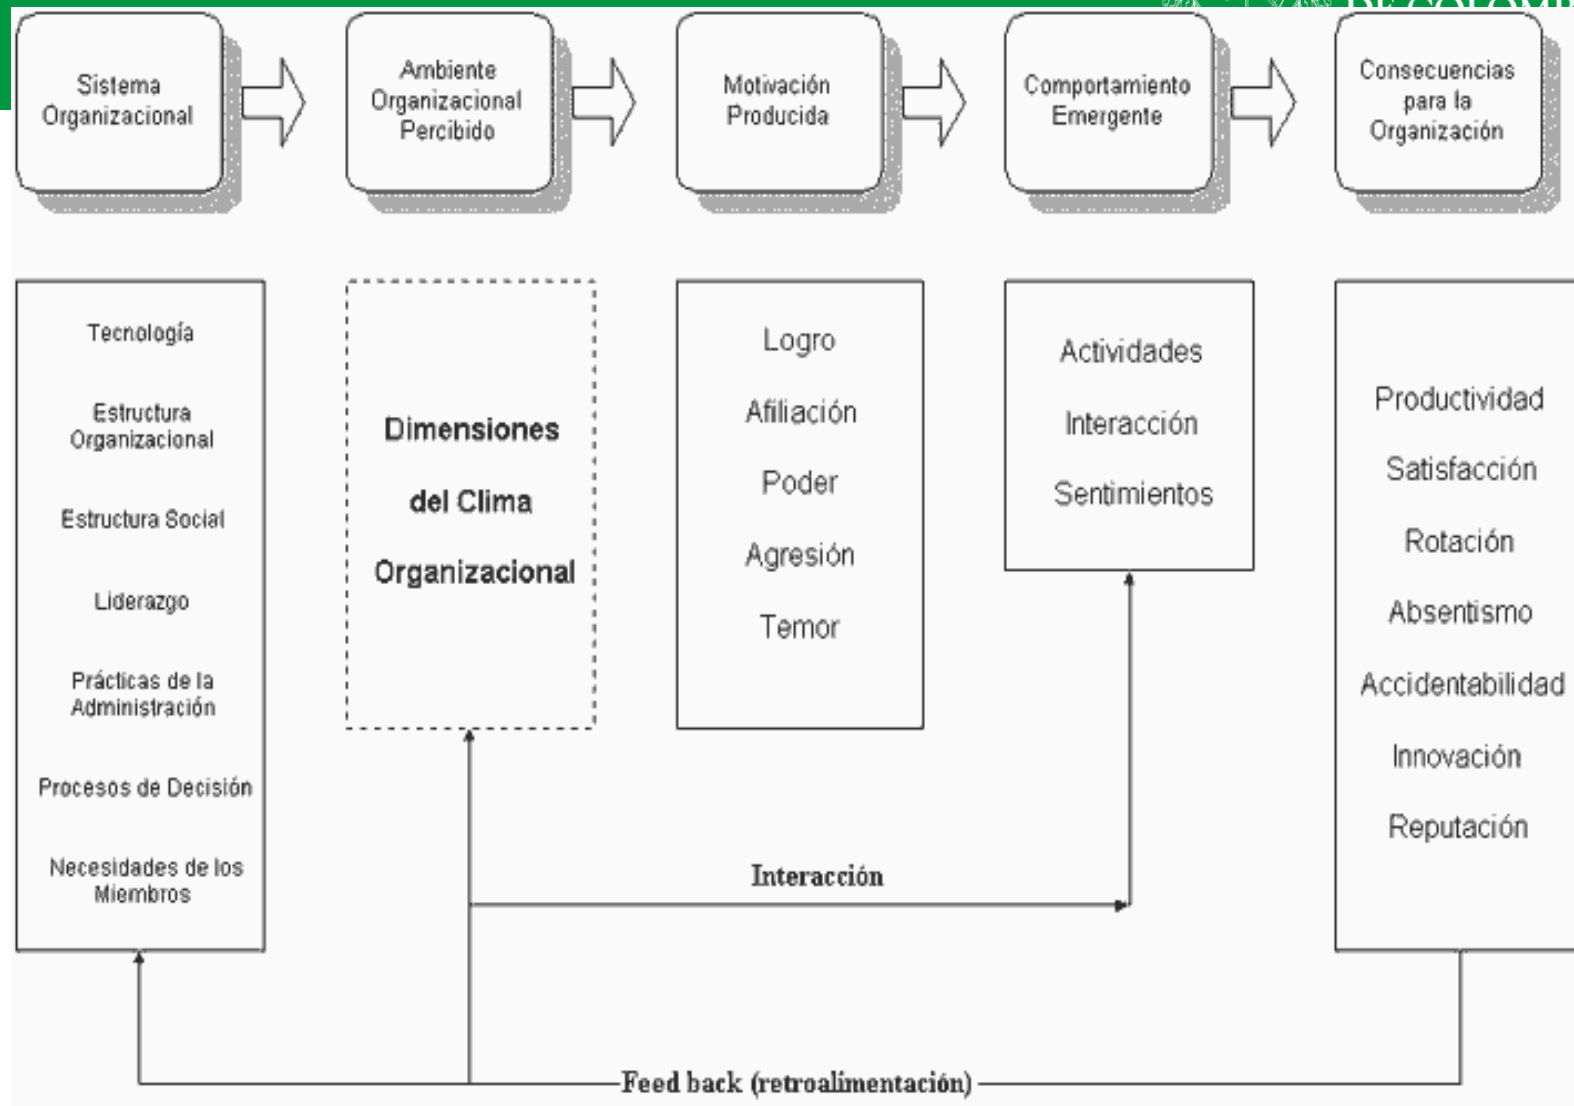 DE COLOMB
Sistema
Organizacional
Ambiente
Organizacional
Percibido
Motivación
Producida
Comportamiento
Emergente
Consecuencias
para la
Organización
Tecnología
Estructura
Organizacional
Estructura Social
Liderazgo
Prácticas de la
Administración
Procesos de Decisión
Necesidades de los
Miembros
Dimensiones
del Clima
Organizacional
Logro
Afiliación
Poder
Agresión
Temor
Actividades
Interacción
Sentimientos
Productividad
Satisfacción
Rotación
Absentismo
Accidentabilidad
Innovación
Reputación
Interacción
Feed back (retroalimentación)